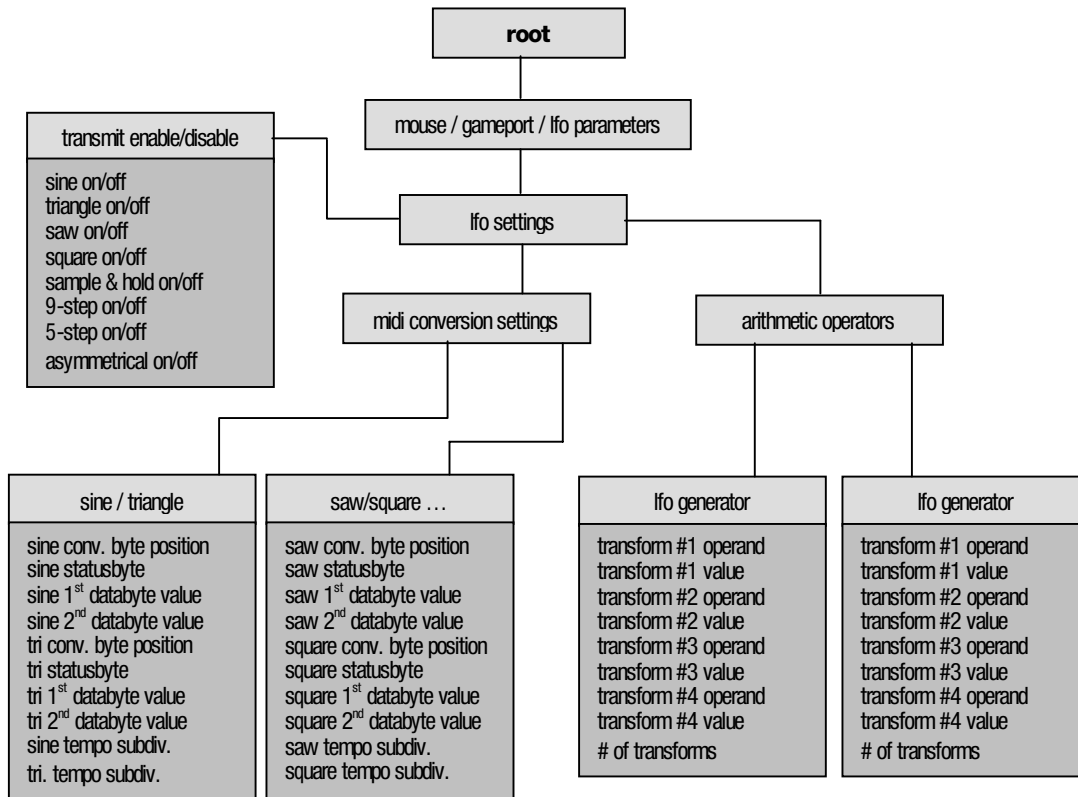 root
mouse / gameport / lfo parameters
transmit enable/disable
sine on/off
triangle on/off
saw on/off
square on/off
sample & hold on/off
9-step on/off
5-step on/off
asymmetrical on/off
lfo settings
midi conversion settings
arithmetic operators
sine / triangle
sine conv. byte position
sine statusbyte
sine 1st databyte value
sine 2nd databyte value
tri conv. byte position
tri statusbyte
tri 1st databyte value
tri 2nd databyte value
sine tempo subdiv.
tri. tempo subdiv.
saw/square …
saw conv. byte position
saw statusbyte
saw 1st databyte value
saw 2nd databyte value
square conv. byte position
square statusbyte
square 1st databyte value
square 2nd databyte value
saw tempo subdiv.
square tempo subdiv.
lfo generator
transform #1 operand
transform #1 value
transform #2 operand
transform #2 value
transform #3 operand
transform #3 value
transform #4 operand
transform #4 value
# of transforms
lfo generator
transform #1 operand
transform #1 value
transform #2 operand
transform #2 value
transform #3 operand
transform #3 value
transform #4 operand
transform #4 value
# of transforms